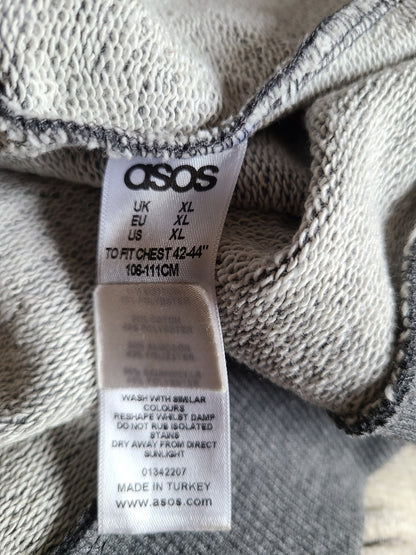 asos
UK XL
EU XL
US XL
TO FIT CHEST 42-44"
106-111CM
WASH WITH SIMILAR
COLOURS
RESHAPE WHILST DAMP
DO NOT RUB ISOLATED
STAINS
DRY AWAY FROM DIRECT
SUNLIGHT
01342207
MADE IN TURKEY
www.asos.com